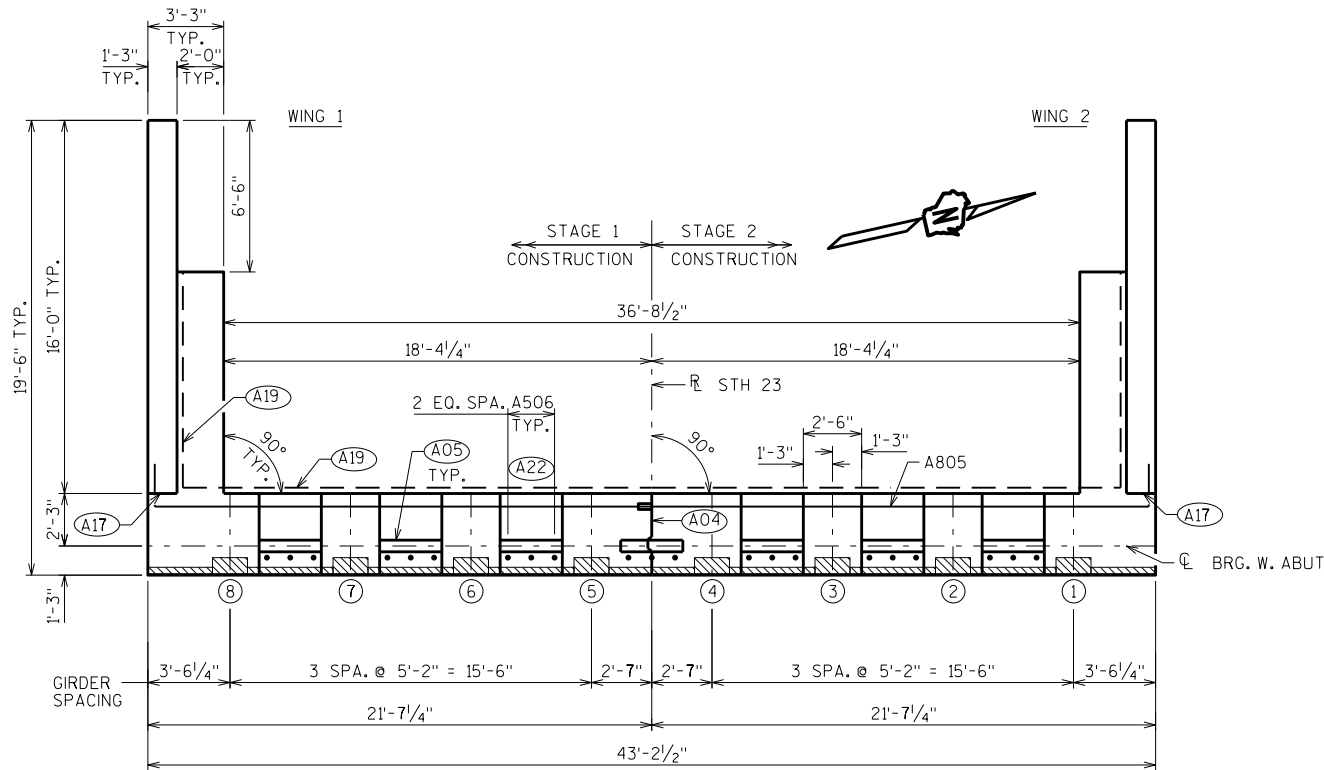 3'-3"
TYP.
1'-3" 2'-0"
TYP. TYP.
WING 1
WING 2
6'-6"
N
STAGE 1 STAGE 2
CONSTRUCTION CONSTRUCTION
19'-6" TYP.
16'-0" TYP.
36'-8½"
18'-4¼" 18'-4¼"
R STH 23
A19
2 EQ. SPA. A506
TYP.
2'-6"
90°
TYP.
A19
A05
TYP.
A22
90°
1'-3" 1'-3"
A805
A17
A04
A17
2'-3"
℄ BRG. W. ABUT
1'-3"
8 7 6 5 4 3 2 1
GIRDER
SPACING
3'-6¼" 3 SPA. @ 5'-2" = 15'-6" 2'-7" 2'-7" 3 SPA. @ 5'-2" = 15'-6" 3'-6¼"
21'-7¼" 21'-7¼"
43'-2½"